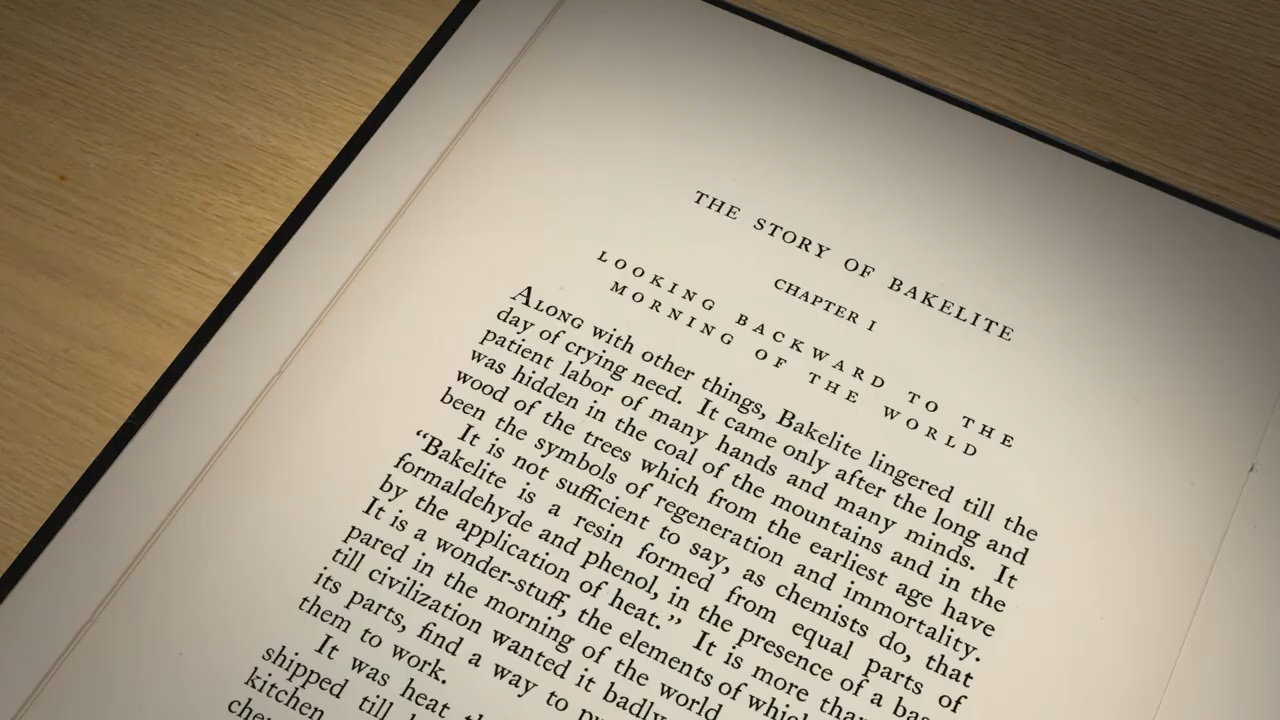 THE STORY OF BAKELITE
CHAPTER I
LOOKING BACKWARD TO THE
MORNING OF THE WORLD
ALONG with other things, Bakelite lingered till the
day of crying need. It came only after the long and
patient labor of many hands and many minds. It
was hidden in the coal of the mountains and in the
wood of the trees which from the earliest age have
been the symbols of regeneration and immortality.
It is not sufficient to say, as chemists do, that
“Bakelite is a resin formed from equal parts of
formaldehyde and phenol, in the presence of a
by the application of heat.” It is more than
It is a wonder-stuff, the elements of which
pared in the morning of the world
till civilization wanted it badly
its parts, find a way to
them to work.
It was heat
shipped till
kitchen